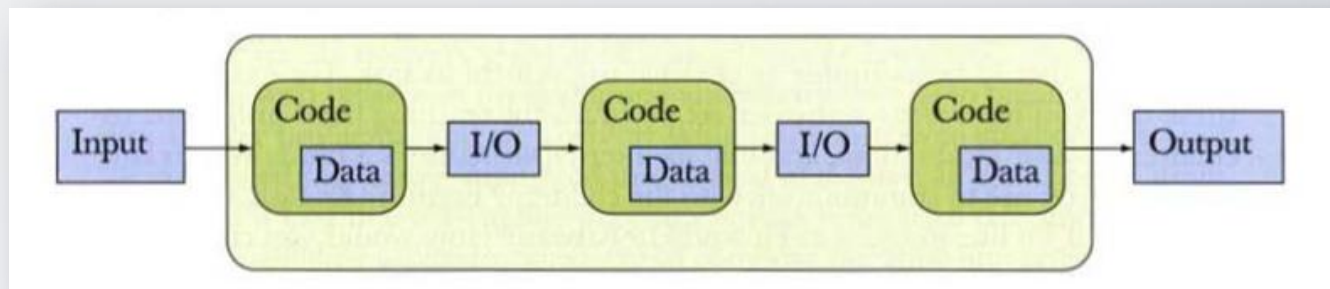 Input
Code
Data
I/O
Code
Data
I/O
Code
Data
Output